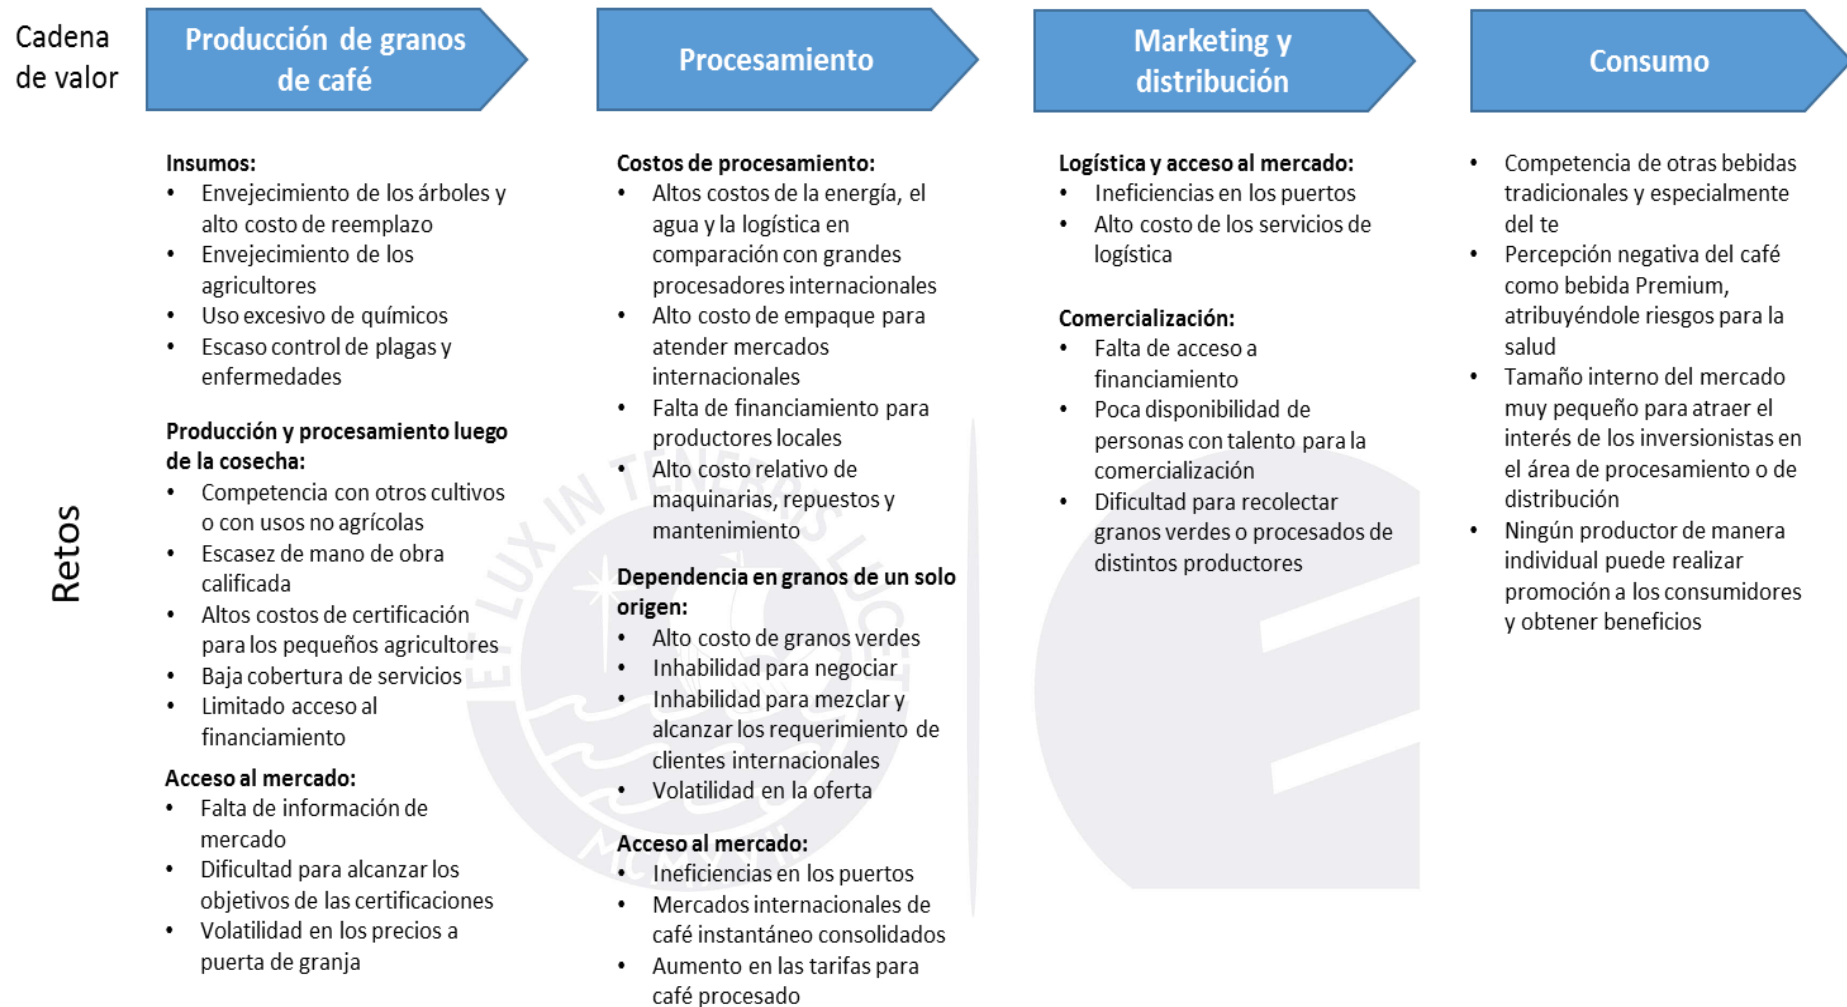 Cadena
de valor
Producción de granos
de café
Procesamiento
Marketing y
distribución
Consumo
Retos
Insumos:
• Envejecimiento de los árboles y
alto costo de reemplazo
• Envejecimiento de los
agricultores
• Uso excesivo de químicos
• Escaso control de plagas y
enfermedades
Producción y procesamiento luego
de la cosecha:
• Competencia con otros cultivos
o con usos no agrícolas
• Escasez de mano de obra
calificada
• Altos costos de certificación
para los pequeños agricultores
• Baja cobertura de servicios
• Limitado acceso al
financiamiento
Acceso al mercado:
• Falta de información de
mercado
• Dificultad para alcanzar los
objetivos de las certificaciones
• Volatilidad en los precios a
puerta de granja
Costos de procesamiento:
• Altos costos de la energía, el
agua y la logística en
comparación con grandes
procesadores internacionales
• Alto costo de empaque para
atender mercados
internacionales
• Falta de financiamiento para
productores locales
• Alto costo relativo de
maquinarias, repuestos y
mantenimiento
Dependencia en granos de un solo
origen:
• Alto costo de granos verdes
• Inhabilidad para negociar
• Inhabilidad para mezclar y
alcanzar los requerimiento de
clientes internacionales
• Volatilidad en la oferta
Acceso al mercado:
• Ineficiencias en los puertos
• Mercados internacionales de
café instantáneo consolidados
• Aumento en las tarifas para
café procesado
Logística y acceso al mercado:
• Ineficiencias en los puertos
• Alto costo de los servicios de
logística
Comercialización:
• Falta de acceso a
financiamiento
• Poca disponibilidad de
personas con talento para la
comercialización
• Dificultad para recolectar
granos verdes o procesados de
distintos productores
• Competencia de otras bebidas
tradicionales y especialmente
del te
• Percepción negativa del café
como bebida Premium,
atribuyéndole riesgos para la
salud
• Tamaño interno del mercado
muy pequeño para atraer el
interés de los inversionistas en
el área de procesamiento o de
distribución
• Ningún productor de manera
individual puede realizar
promoción a los consumidores
y obtener beneficios
ET LUX IN TENEBRIS LUCET
MCMXVII